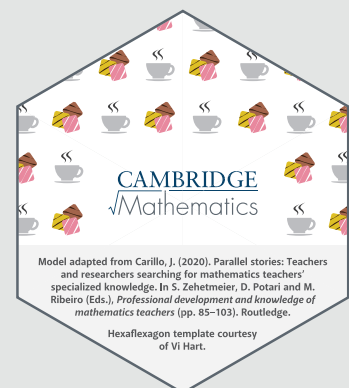 CAMBRIDGE
√Mathematics
Model adapted from Carillo, J. (2020). Parallel stories: Teachers
and researchers searching for mathematics teachers'
specialized knowledge. In S. Zehetmeier, D. Potari and M.
Ribeiro (Eds.), Professional development and knowledge of
mathematics teachers (pp. 85–103). Routledge.
Hexaflexagon template courtesy
of Vi Hart.